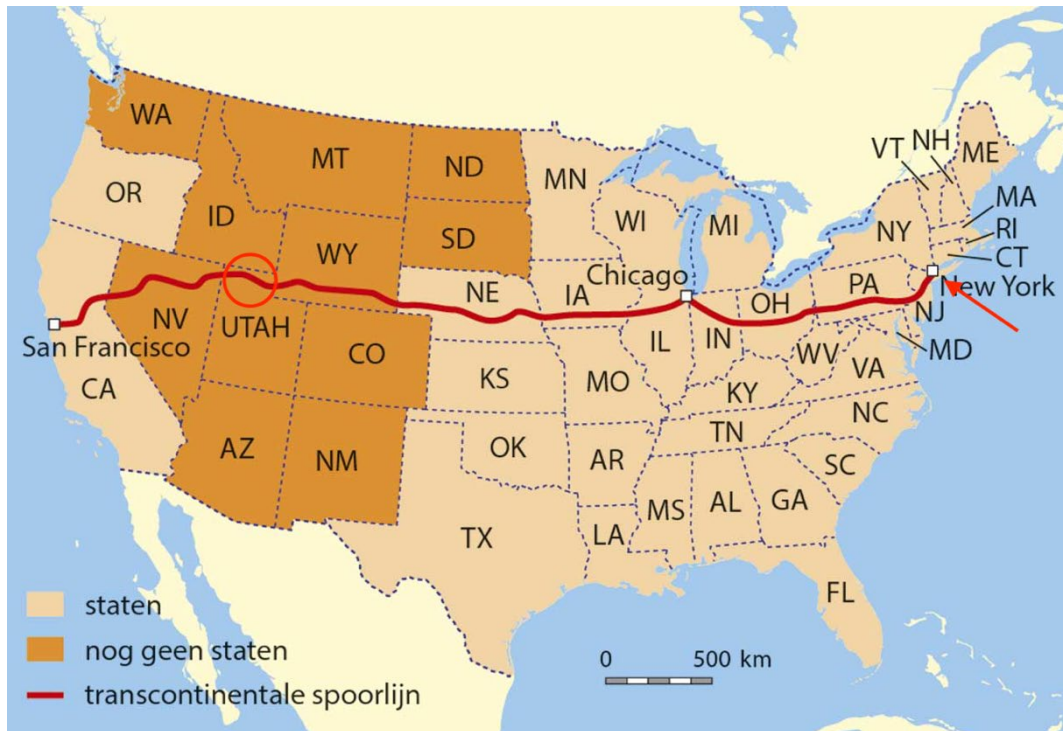 WA
MT
ND
MN
VT
NH
ME
OR
ID
WY
SD
WI
MI
NY
MA
RI
CT
Chicago
New York
NE
IA
OH
PA
NJ
NV
UTAH
CO
IL
IN
WV
MD
San Francisco
CA
KS
MO
KY
VA
NC
AZ
NM
OK
AR
TN
SC
TX
LA
MS
AL
GA
FL
staten
nog geen staten
transcontinentale spoorlijn
0 500 km